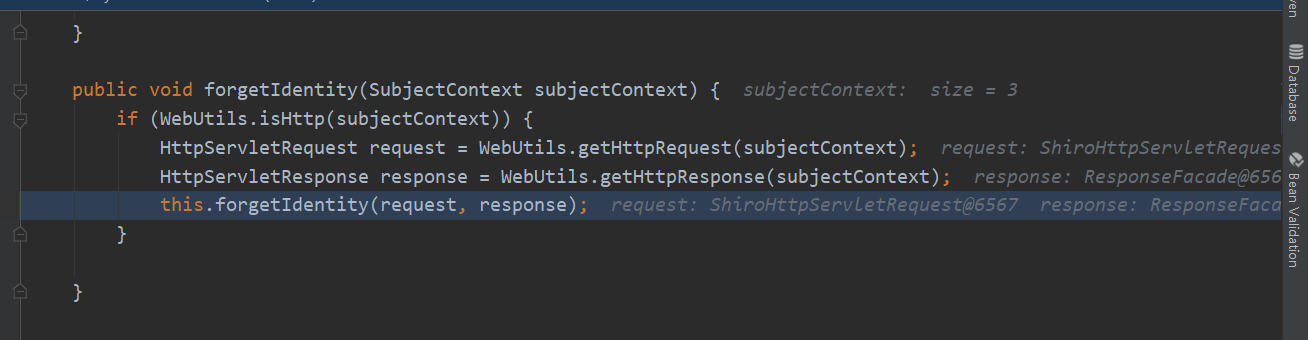 }
public void forgetIdentity(SubjectContext subjectContext) { subjectContext: size = 3
if (WebUtils.isHttp(subjectContext)) {
HttpServletRequest request = WebUtils.getHttpRequest(subjectContext); request: ShiroHttpServletReques
HttpServletResponse response = WebUtils.getHttpResponse(subjectContext); response: ResponseFacade@656
this.forgetIdentity(request, response); request: ShiroHttpServletRequest@6567 response: ResponseFaca
}
}
ven
Database
Bean Validation